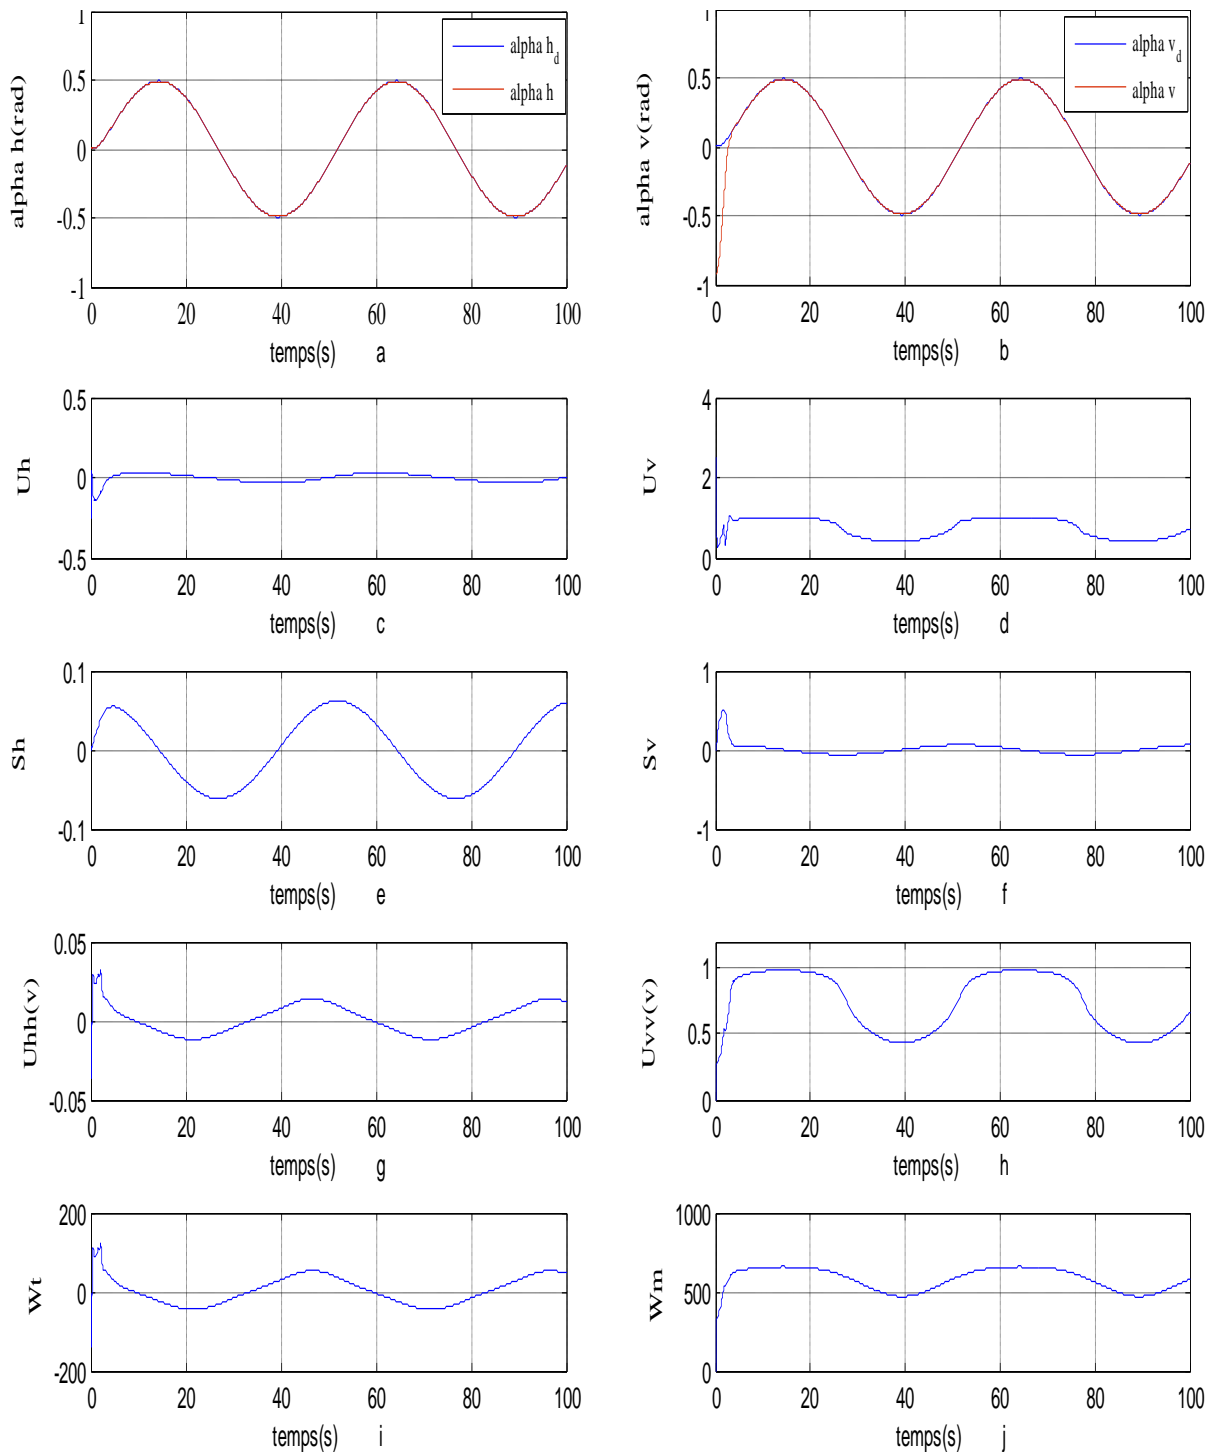 1
0.5
0
-0.5
-1
alpha h(rad)
alpha h_d
alpha h
0 20 40 60 80 100
temps(s) a
1
0.5
0
-0.5
-1
alpha v(rad)
alpha v_d
alpha v
0 20 40 60 80 100
temps(s) b
0.5
0
-0.5
Uh
0 20 40 60 80 100
temps(s) c
4
2
0
Uv
0 20 40 60 80 100
temps(s) d
0.1
0
-0.1
Sh
0 20 40 60 80 100
temps(s) e
1
0
-1
Sv
0 20 40 60 80 100
temps(s) f
0.05
0
-0.05
Uhh(v)
0 20 40 60 80 100
temps(s) g
1
0.5
0
Uvv(v)
0 20 40 60 80 100
temps(s) h
200
0
-200
Wt
0 20 40 60 80 100
temps(s) i
1000
500
0
Wm
0 20 40 60 80 100
temps(s) j